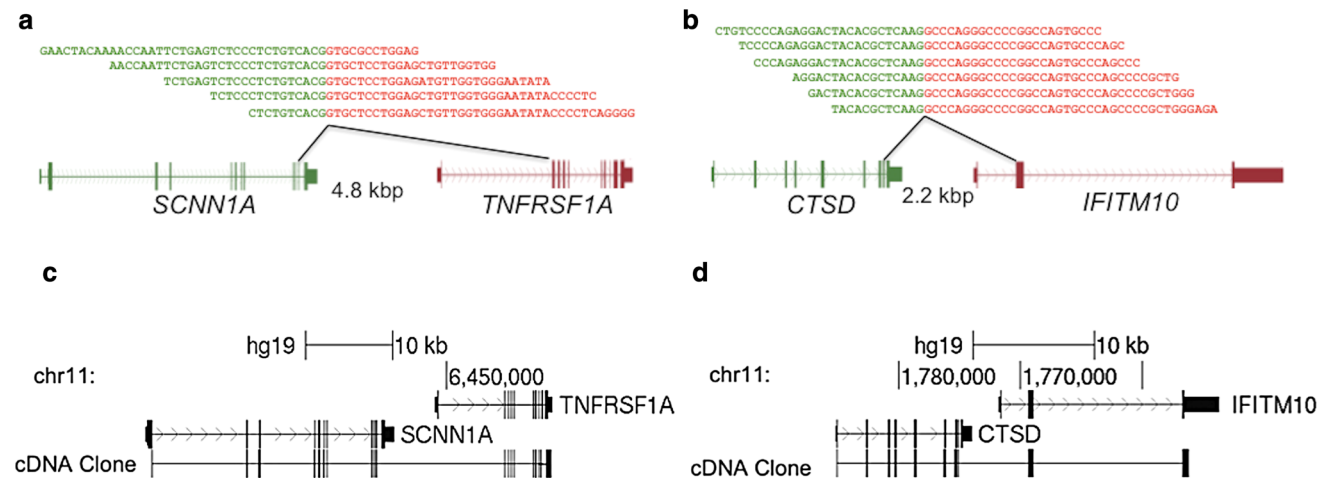 a
GAACTACAAAACCAATTCTGAGTCTCCCTCTGTCACGGTGCGCCTGGAG
AACCAATTCTGAGTCTCCCTCTGTCACGGTGCTCCTGGAGCTGTTGGTGG
TCTGAGTCTCCCTCTGTCACGGTGCTCCTGGAGATGTTGGTGGGAATATA
TCTCCCTCTGTCACGGTGCTCCTGGAGCTGTTGGTGGGAATATACCCCTC
CTCTGTCACGGTGCTCCTGGAGCTGTTGGTGGGAATATACCCCTCAGGGG
4.8 kbp
SCNN1A
TNFRSF1A
b
CTGTCCCCAGAGGACTACACGCTCAAGGCCCAGGGCCCCGGCCAGTGCCC
TCCCCAGAGGACTACACGCTCAAGGCCCAGGGCCCCGGCCAGTGCCCAGC
CCCAGAGGACTACACGCTCAAGGCCCAGGGCCCCGGCCAGTGCCCAGCCC
AGGACTACACGCTCAAGGCCCAGGGCCCCGGCCAGTGCCCAGCCCCGCTG
GACTACACGCTCAAGGCCCAGGGCCCCGGCCAGTGCCCAGCCCCGCTGGG
TACACGCTCAAGGCCCAGGGCCCCGGCCAGTGCCCAGCCCCGCTGGGAGA
2.2 kbp
CTSD
IFITM10
c
hg19
10 kb
chr11:
6,450,000
TNFRSF1A
SCNN1A
cDNA Clone
d
hg19
10 kb
chr11:
1,780,000
1,770,000
IFITM10
CTSD
cDNA Clone